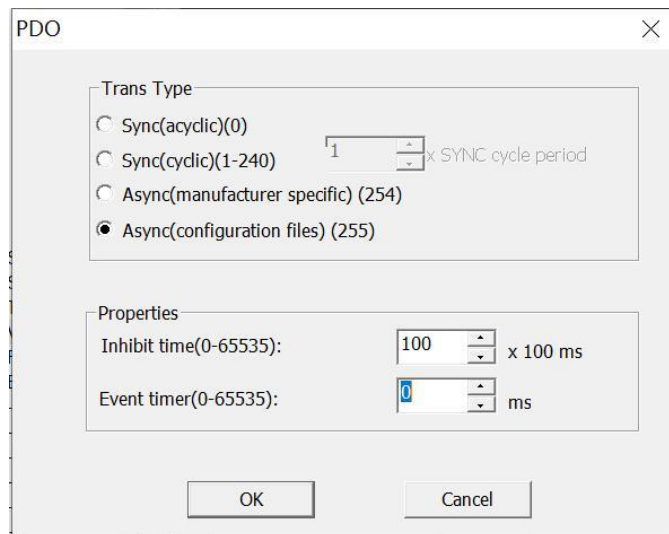 PDO
Trans Type
Sync(acyclic)(0)
Sync(cyclic)(1-240)
1
x SYNC cycle period
Async(manufacturer specific) (254)
Async(configuration files) (255)
Properties
Inhibit time(0-65535):
100
x 100 ms
Event timer(0-65535):
0
ms
OK
Cancel